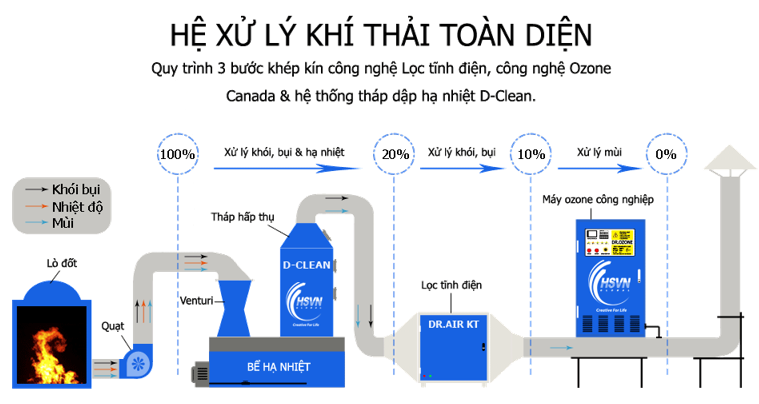 HỆ XỬ LÝ KHÍ THẢI TOÀN DIỆN
Quy trình 3 bước khép kín công nghệ Lọc tĩnh điện, công nghệ Ozone
Canada & hệ thống tháp dập hạ nhiệt D-Clean.
100%
Xử lý khói, bụi & hạ nhiệt
20%
Xử lý khói, bụi
10%
Xử lý mùi
0%
Khói bụi
Nhiệt độ
Mùi
Tháp hấp thụ
Máy ozone công nghiệp
DR.OZONE
Lò đốt
D-CLEAN
HSVN
GLOBAL
Creative For Life
HSVN
GLOBAL
Creative For Life
Venturi
Lọc tĩnh điện
Quạt
DR.AIR KT
BỂ HẠ NHIỆT